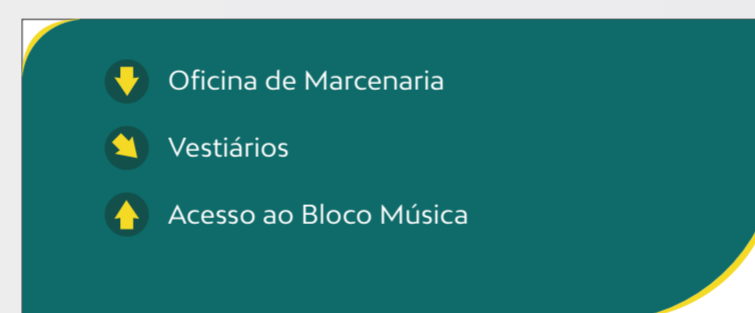 Oficina de Marcenaria
Vestiários
Acesso ao Bloco Música